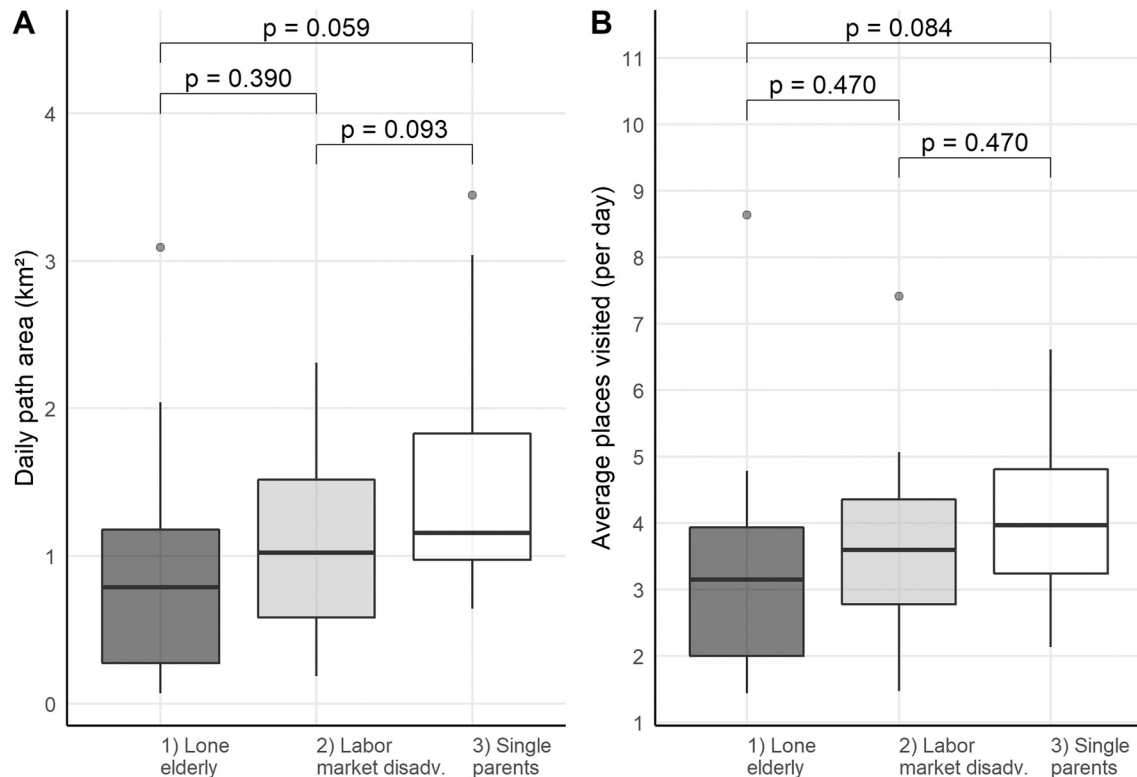 A
p = 0.059
p = 0.390
p = 0.093
Daily path area (km²)
4
3
2
1
0
1) Lone
elderly
2) Labor
market disadv.
3) Single
parents
B
p = 0.084
p = 0.470
p = 0.470
Average places visited (per day)
11
10
9
8
7
6
5
4
3
2
1
1) Lone
elderly
2) Labor
market disadv.
3) Single
parents